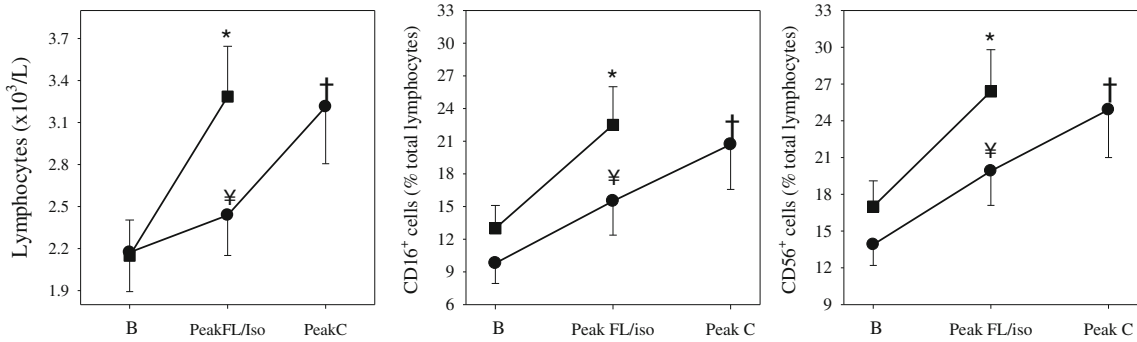 Lymphocytes (x10³/L)
3.7
3.4
3.1
2.8
2.5
2.2
1.9
*
†
¥
B
PeakFL/Iso
PeakC
CD16⁺ cells (% total lymphocytes)
33
30
27
24
21
18
15
12
9
6
*
†
¥
B
Peak FL/iso
Peak C
CD56⁺ cells (% total lymphocytes)
33
30
27
24
21
18
15
12
9
*
†
¥
B
Peak FL/iso
Peak C